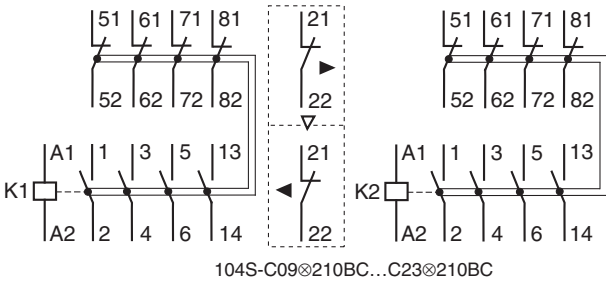 51 61 71 81 21 51 61 71 81
52 62 72 82 22 52 62 72 82
A1 1 3 5 13 21 A1 1 3 5 13
K1 K2
A2 2 4 6 14 22 A2 2 4 6 14
104S-C09⊗210BC...C23⊗210BC